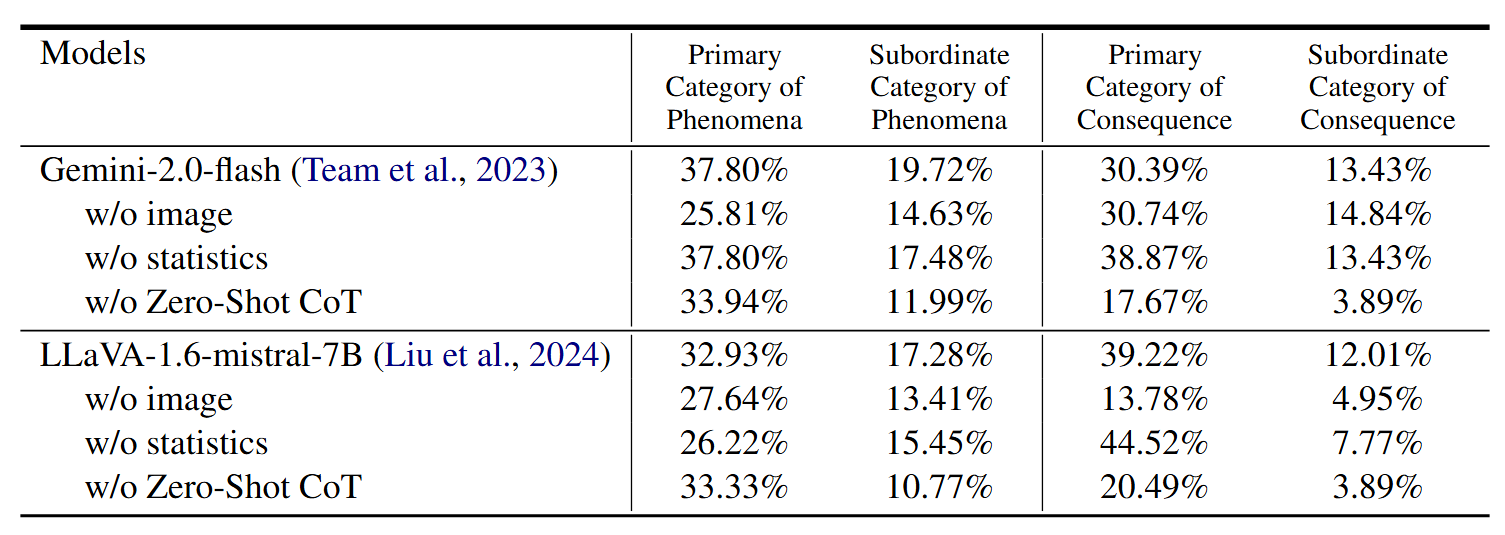 Models Primary Category of Phenomena Subordinate Category of Phenomena Primary Category of Consequence Subordinate Category of Consequence
Gemini-2.0-flash (Team et al., 2023) 37.80% 19.72% 30.39% 13.43%
w/o image 25.81% 14.63% 30.74% 14.84%
w/o statistics 37.80% 17.48% 38.87% 13.43%
w/o Zero-Shot CoT 33.94% 11.99% 17.67% 3.89%
LLaVA-1.6-mistral-7B (Liu et al., 2024) 32.93% 17.28% 39.22% 12.01%
w/o image 27.64% 13.41% 13.78% 4.95%
w/o statistics 26.22% 15.45% 44.52% 7.77%
w/o Zero-Shot CoT 33.33% 10.77% 20.49% 3.89%